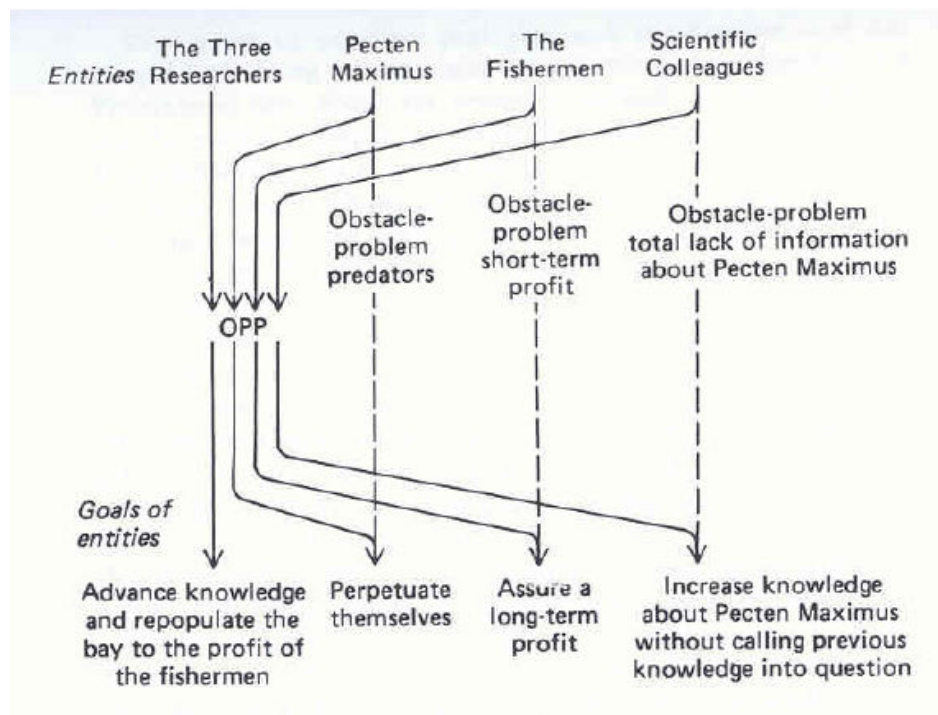 Entities
The Three
Researchers
Pecten
Maximus
The
Fishermen
Scientific
Colleagues
Obstacle-
problem
predators
Obstacle-
problem
short-term
profit
Obstacle-problem
total lack of information
about Pecten Maximus
OPP
Goals of
entities
Advance knowledge
and repopulate the
bay to the profit of
the fishermen
Perpetuate
themselves
Assure a
long-term
profit
Increase knowledge
about Pecten Maximus
without calling previous
knowledge into question